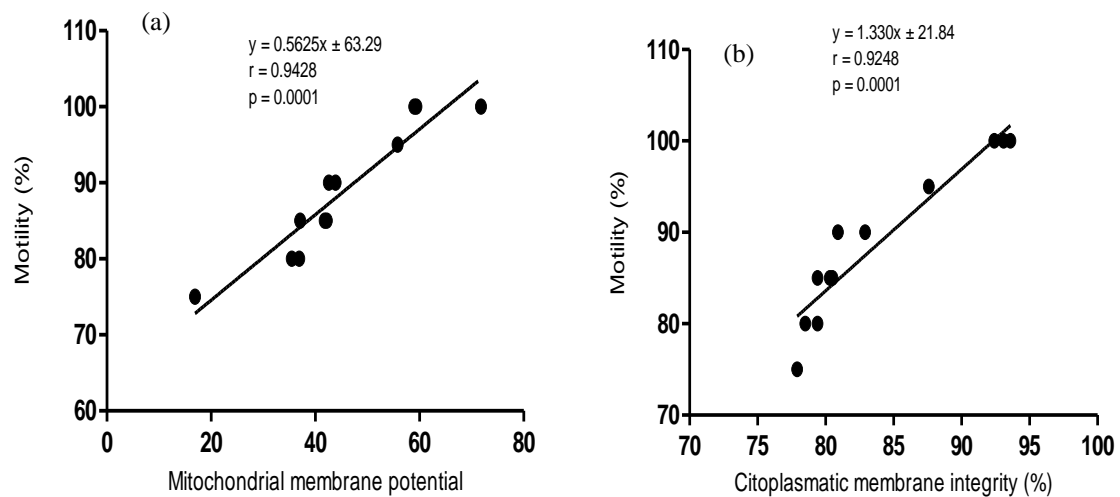 (a)
y = 0.5625x ± 63.29
r = 0.9428
p = 0.0001
110
100
90
80
70
60
Motility (%)
0 20 40 60 80
Mitochondrial membrane potential
(b)
y = 1.330x ± 21.84
r = 0.9248
p = 0.0001
110
100
90
80
70
Motility (%)
70 75 80 85 90 95 100
Citoplasmatic membrane integrity (%)